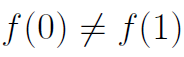 f(0) ≠ f(1)